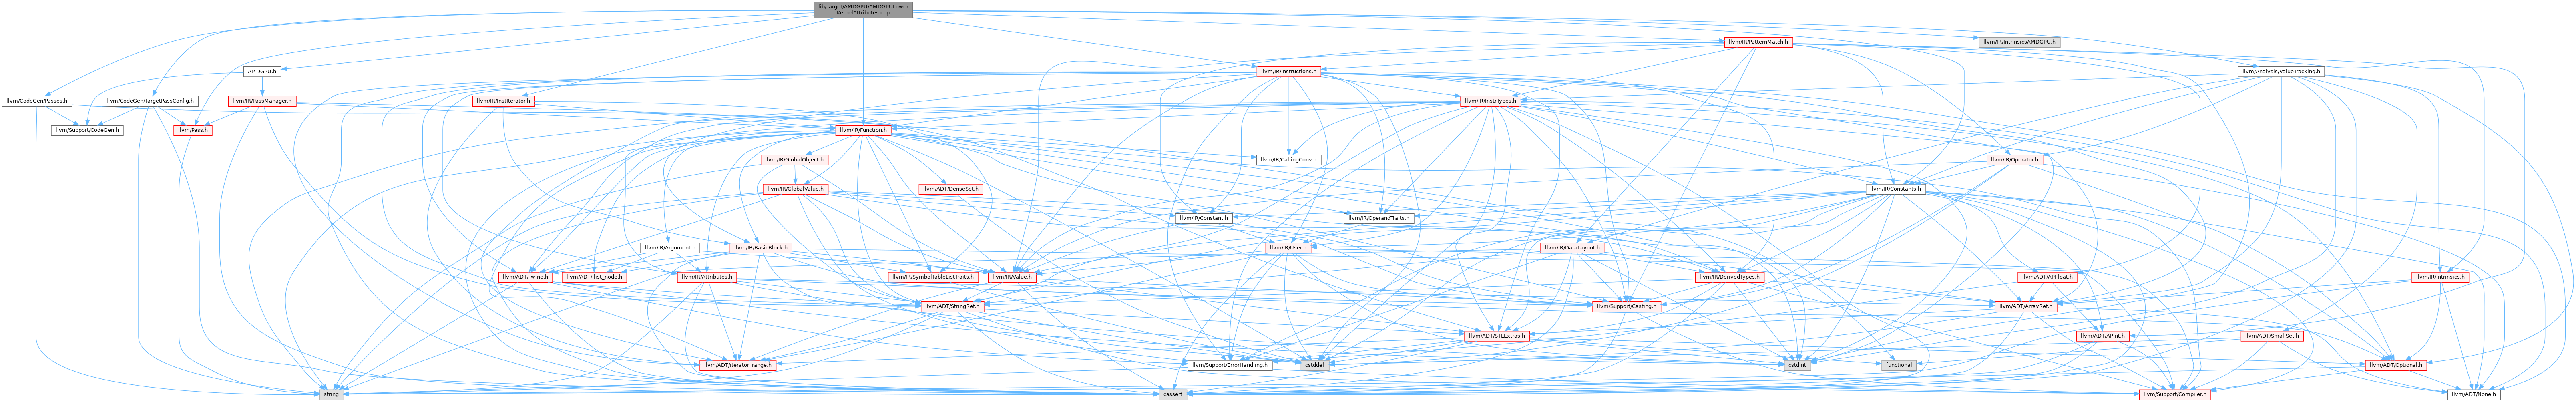 lib/Target/AMDGPU/AMDGPULower
KernelAttributes.cpp
llvm/IR/PatternMatch.h
llvm/IR/IntrinsicsAMDGPU.h
AMDGPU.h
llvm/IR/Instructions.h
llvm/Analysis/ValueTracking.h
llvm/CodeGen/Passes.h
llvm/CodeGen/TargetPassConfig.h
llvm/IR/PassManager.h
llvm/IR/InstIterator.h
llvm/IR/InstrTypes.h
llvm/Support/CodeGen.h
llvm/Pass.h
llvm/IR/Function.h
llvm/IR/GlobalObject.h
llvm/IR/CallingConv.h
llvm/IR/Operator.h
llvm/IR/GlobalValue.h
llvm/ADT/DenseSet.h
llvm/IR/Constants.h
llvm/IR/Constant.h
llvm/IR/OperandTraits.h
llvm/IR/Argument.h
llvm/IR/BasicBlock.h
llvm/IR/User.h
llvm/IR/DataLayout.h
llvm/ADT/Twine.h
llvm/ADT/ilist_node.h
llvm/IR/Attributes.h
llvm/IR/SymbolTableListTraits.h
llvm/IR/Value.h
llvm/IR/DerivedTypes.h
llvm/ADT/APFloat.h
llvm/IR/Intrinsics.h
llvm/ADT/StringRef.h
llvm/Support/Casting.h
llvm/ADT/ArrayRef.h
llvm/ADT/STLExtras.h
llvm/ADT/APInt.h
llvm/ADT/SmallSet.h
llvm/ADT/iterator_range.h
llvm/Support/ErrorHandling.h
cstddef
cstdint
functional
llvm/ADT/Optional.h
string
cassert
llvm/Support/Compiler.h
llvm/ADT/None.h